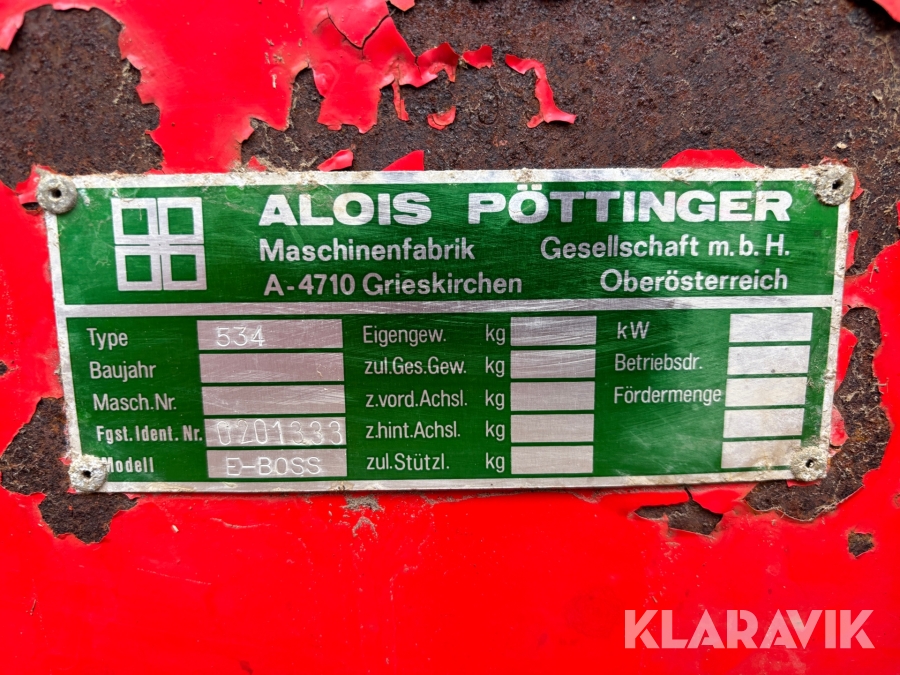 ALOIS PÖTTINGER
Maschinenfabrik Gesellschaft m.b.H.
A-4710 Grieskirchen Oberösterreich
Type 534 Eigengew. kg kW
Baujahr zul.Ges.Gew. kg Betriebsdr.
Masch.Nr. z.vord.Achsl. kg Fördermenge
Fgst.Ident. Nr. 0201333 z.hint.Achsl. kg
Modell E-BOSS zul.Stützl. kg
KLARAVIK